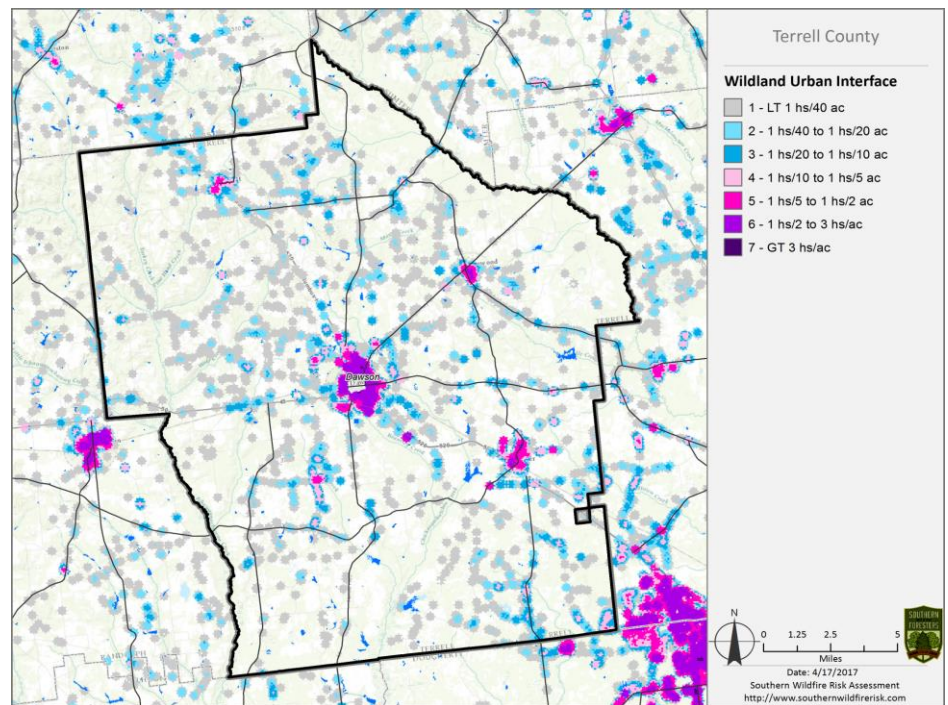 Terrell County
Wildland Urban Interface
1 - LT 1 hs/40 ac
2 - 1 hs/40 to 1 hs/20 ac
3 - 1 hs/20 to 1 hs/10 ac
4 - 1 hs/10 to 1 hs/5 ac
5 - 1 hs/5 to 1 hs/2 ac
6 - 1 hs/2 to 3 hs/ac
7 - GT 3 hs/ac
Dawson
TERRELL
TERRELL
DOUGHERTY
RANDOLPH
N
0 1.25 2.5 5
Miles
SOUTHERN
FORESTERS
Date: 4/17/2017
Southern Wildfire Risk Assessment
http://www.southernwildfirerisk.com